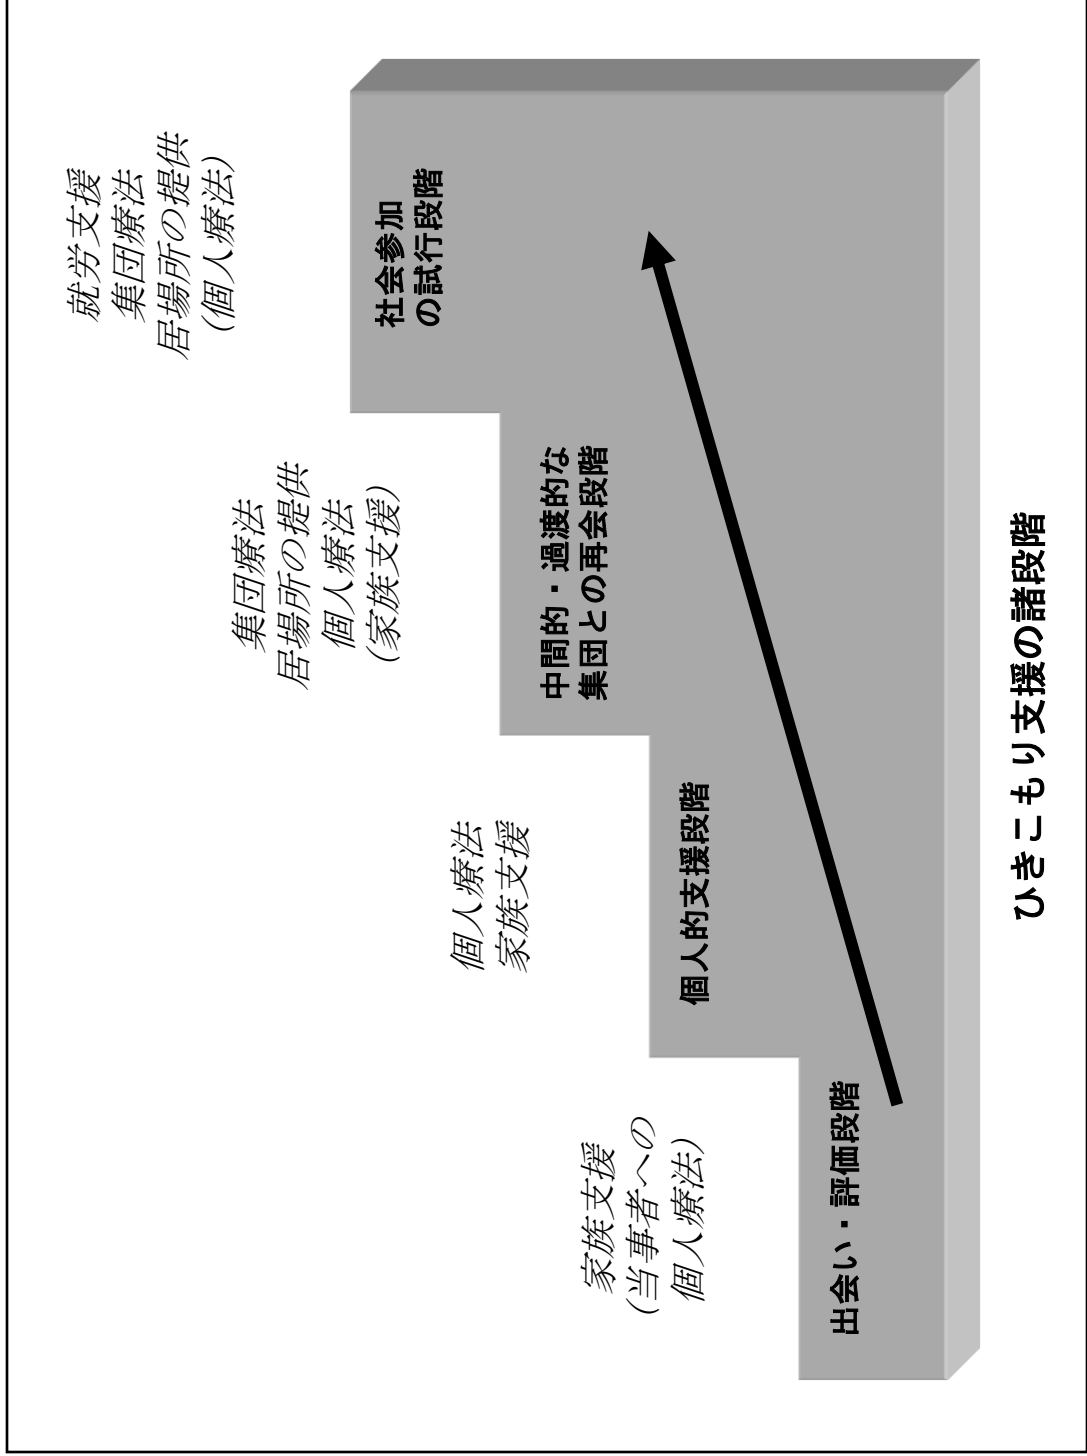 家族支援
(当事者への
個人療法)
出会い・評価段階
個人療法
家族支援
個人的支援段階
集団療法
居場所の提供
個人療法
(家族支援)
中間的・過渡的な
集団との再会段階
就労支援
集団療法
居場所の提供
(個人療法)
社会参加
の試行段階
ひきこもり支援の諸段階